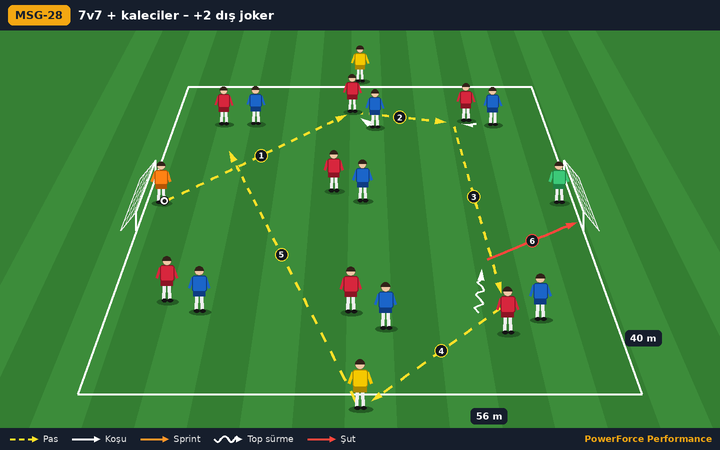 MSG-28 7v7 + kaleciler – +2 dış joker
1
2
3
4
5
6
40 m
56 m
Pas Koşu Sprint Top sürme Şut PowerForce Performance